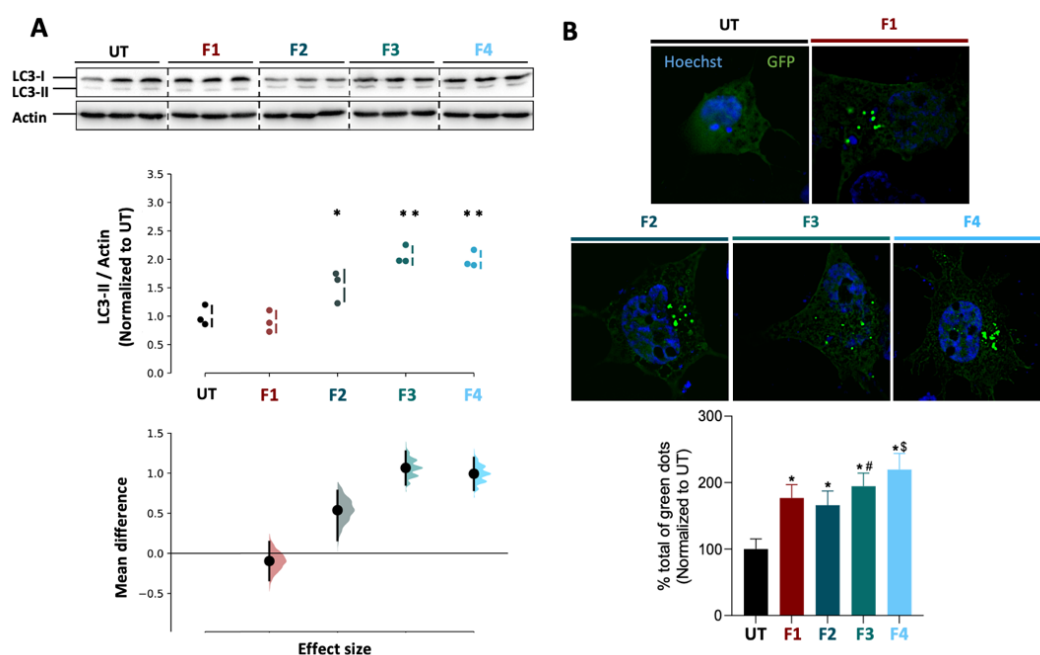 A
UT F1 F2 F3 F4
LC3-I
LC3-II
Actin
LC3-II / Actin
(Normalized to UT)
3.5
3.0
2.5
2.0
1.5
1.0
0.5
0.0
* ** **
UT F1 F2 F3 F4
Mean difference
1.5
1.0
0.5
0.0
−0.5
Effect size
B
UT F1
Hoechst GFP
F2 F3 F4
% total of green dots
(Normalized to UT)
300
200
100
0
* * *# *$
UT F1 F2 F3 F4